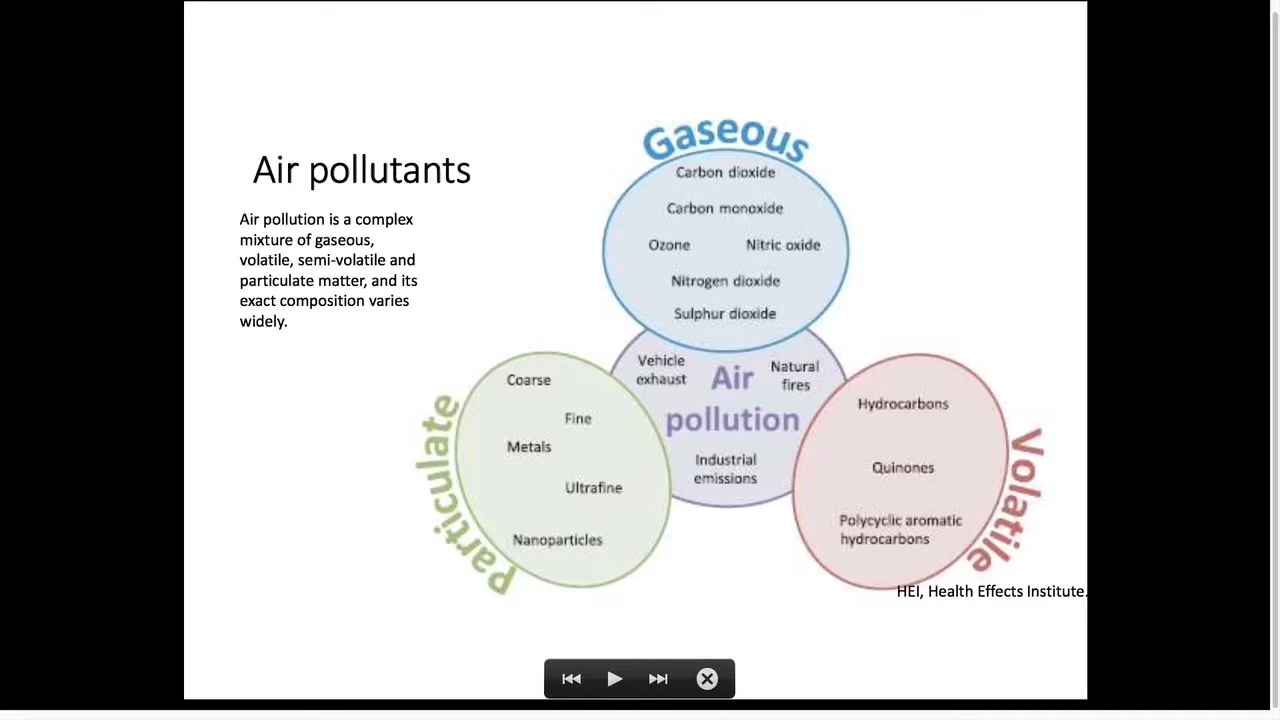 Air pollutants
Air pollution is a complex
mixture of gaseous,
volatile, semi-volatile and
particulate matter, and its
exact composition varies
widely.
Gaseous
Carbon dioxide
Carbon monoxide
Ozone
Nitric oxide
Nitrogen dioxide
Sulphur dioxide
Vehicle
exhaust
Air
pollution
Natural
fires
Industrial
emissions
Particulate
Coarse
Fine
Metals
Ultrafine
Nanoparticles
Volatile
Hydrocarbons
Quinones
Polycyclic aromatic
hydrocarbons
HEI, Health Effects Institute.